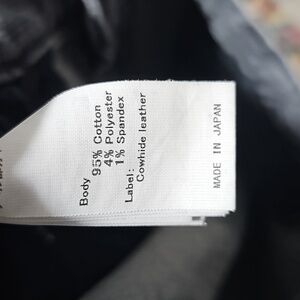 Body
95% Cotton
4% Polyester
1% Spandex
Label:
Cowhide leather
MADE IN JAPAN